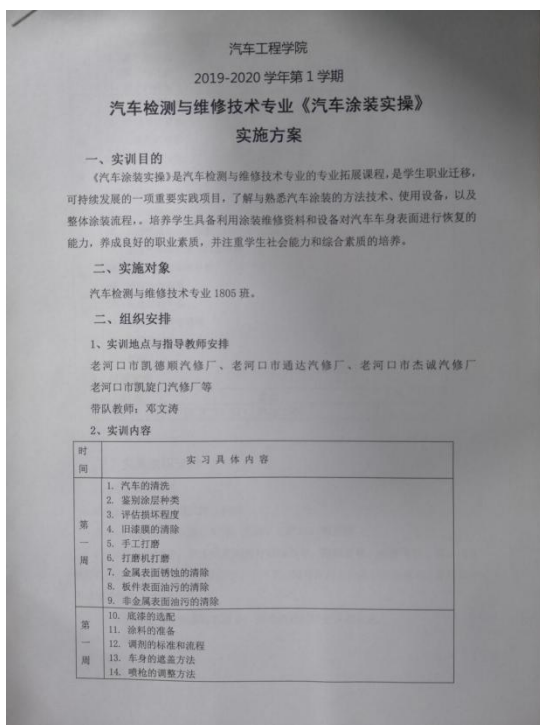 汽车工程学院
2019-2020 学年第 1 学期
汽车检测与维修技术专业《汽车涂装实操》
实施方案
一、实训目的
《汽车涂装实操》是汽车检测与维修技术专业的专业拓展课程，是学生职业迁移，
可持续发展的一项重要实践项目，了解与熟悉汽车涂装的方法技术、使用设备，以及
整体涂装流程，。培养学生具备利用涂装维修资料和设备对汽车车身表面进行恢复的
能力，养成良好的职业素质，并注重学生社会能力和综合素质的培养。
二、实施对象
汽车检测与维修技术专业 1805 班。
二、组织安排
1、实训地点与指导教师安排
老河口市凯德顺汽修厂、老河口市通达汽修厂、老河口市杰诚汽修厂
老河口市凯旋门汽修厂等
带队教师：邓文涛
2、实训内容
时间
实 习 具 体 内 容
第一周
1. 汽车的清洗
2. 鉴别涂层种类
3. 评估损坏程度
4. 旧漆膜的清除
5. 手工打磨
6. 打磨机打磨
7. 金属表面锈蚀的清除
8. 板件表面油污的清除
9. 非金属表面油污的清除
第一周
10. 底漆的选配
11. 涂料的准备
12. 调剂的标准和流程
13. 车身的遮盖方法
14. 喷枪的调整方法